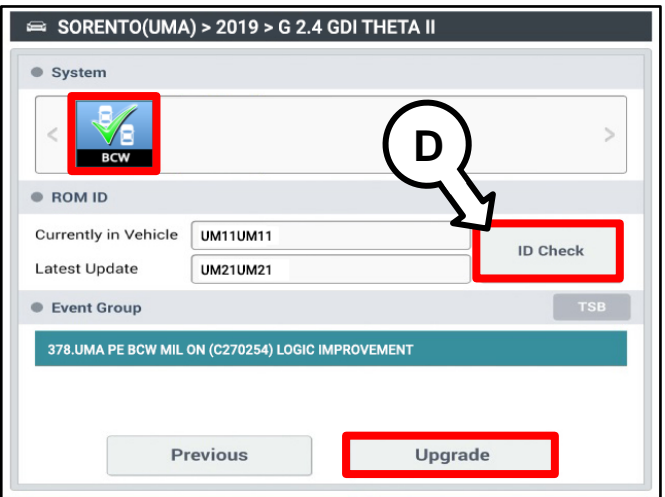 SORENTO(UMA) > 2019 > G 2.4 GDI THETA II
System
<
BCW
>
D
ROM ID
Currently in Vehicle UM11UM11
ID Check
Latest Update UM21UM21
Event Group TSB
378.UMA PE BCW MIL ON (C270254) LOGIC IMPROVEMENT
Previous Upgrade